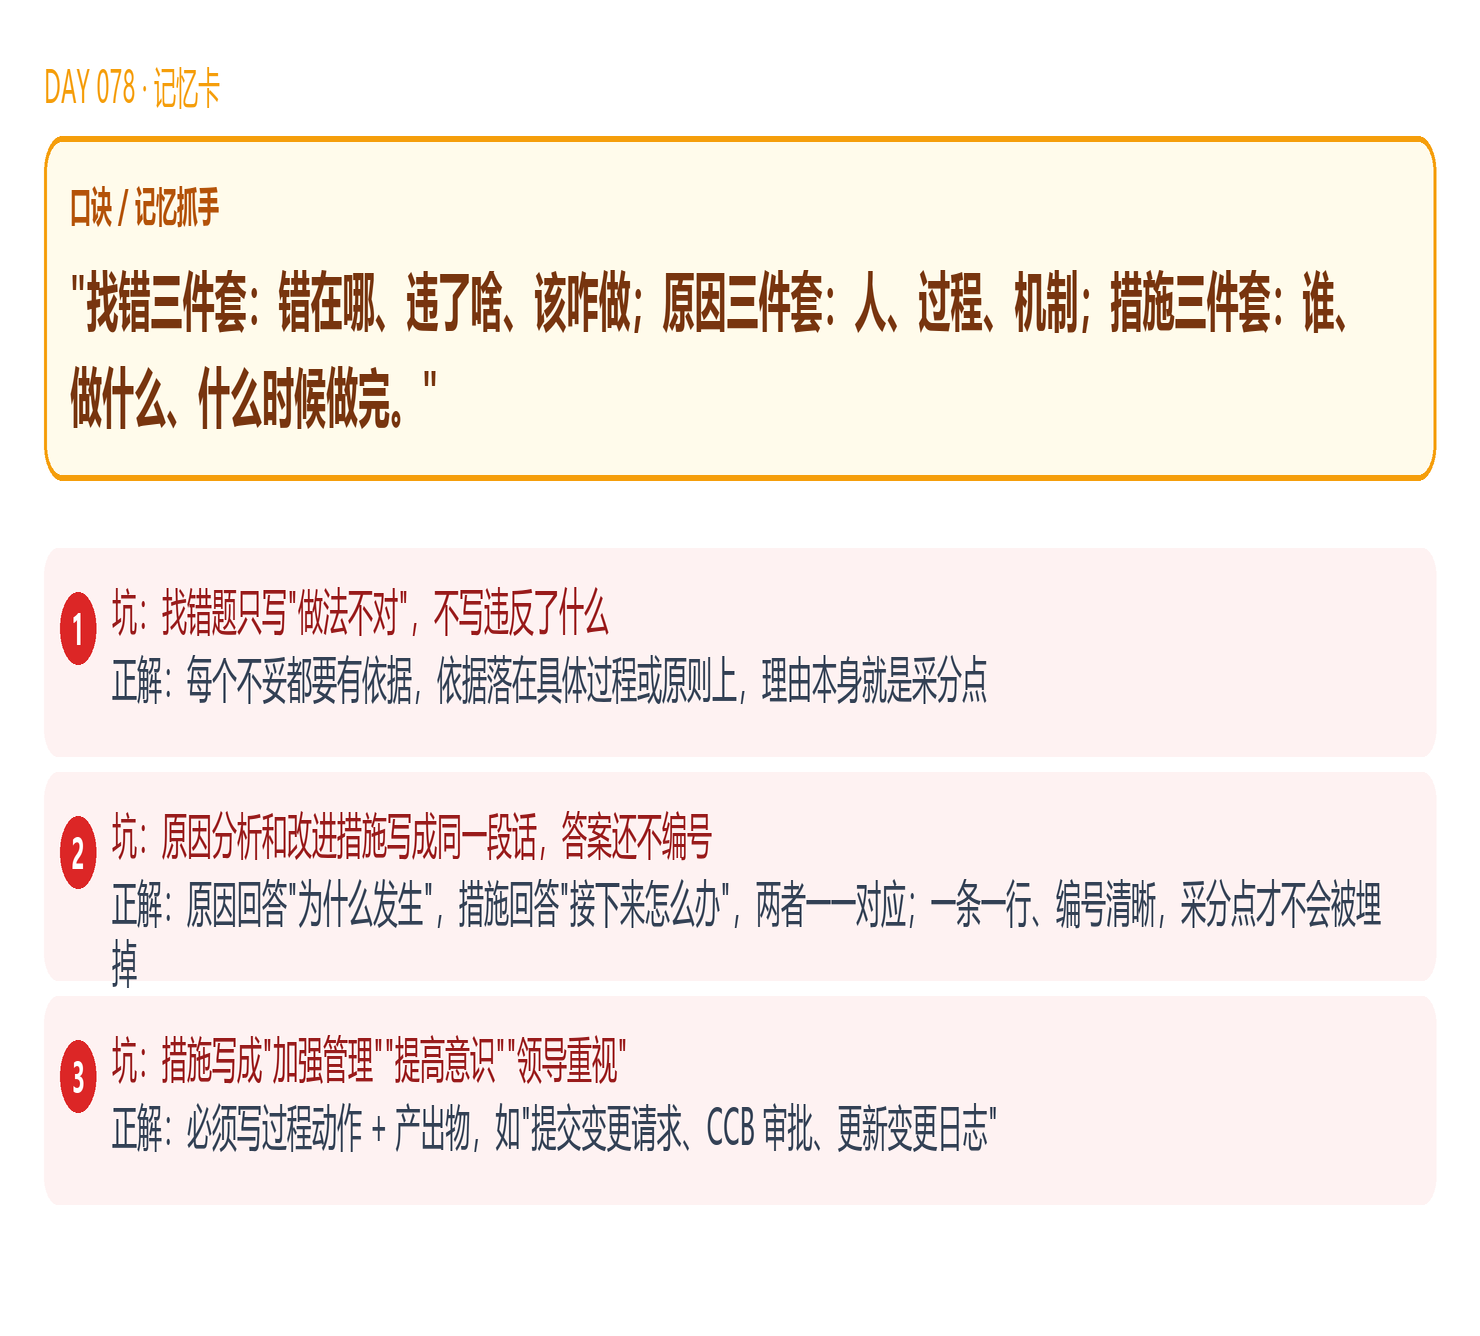 DAY 078 · 记忆卡
口诀 / 记忆抓手
"找错三件套：错在哪、违了啥、该咋做；原因三件套：人、过程、机制；措施三件套：谁、
做什么、什么时候做完。"
1
坑：找错题只写"做法不对"，不写违反了什么
正解：每个不妥都要有依据，依据落在具体过程或原则上，理由本身就是采分点
2
坑：原因分析和改进措施写成同一段话，答案还不编号
正解：原因回答"为什么发生"，措施回答"接下来怎么办"，两者一一对应；一条一行、编号清晰，采分点才不会被埋
掉
3
坑：措施写成"加强管理""提高意识""领导重视"
正解：必须写过程动作 + 产出物，如"提交变更请求、CCB 审批、更新变更日志"